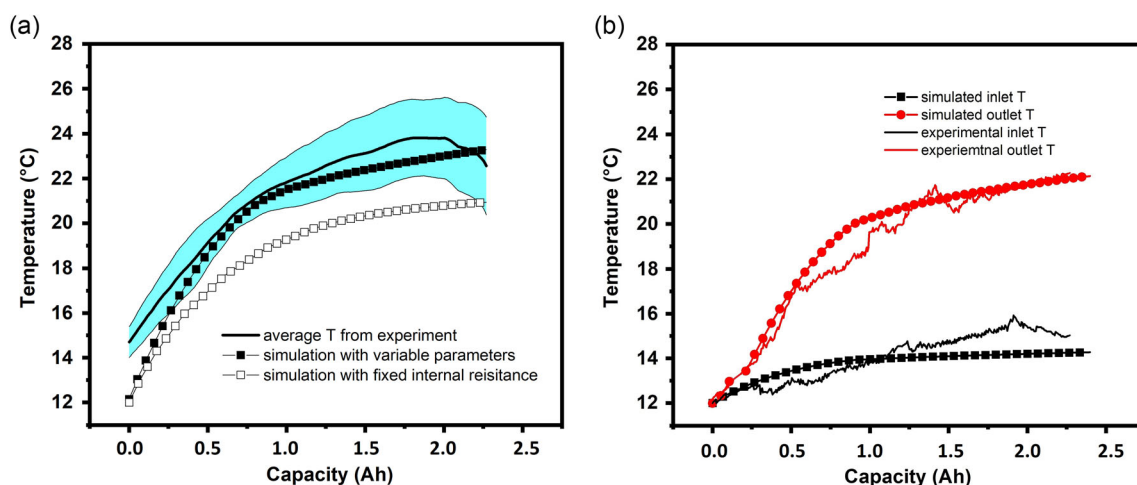 (a)
28
26
24
22
20
18
16
14
12
Temperature (°C)
average T from experiment
simulation with variable parameters
simulation with fixed internal reisitance
0.0 0.5 1.0 1.5 2.0 2.5
Capacity (Ah)
(b)
28
26
24
22
20
18
16
14
12
Temperature (°C)
simulated inlet T
simulated outlet T
experimental inlet T
experiemtnal outlet T
0.0 0.5 1.0 1.5 2.0 2.5
Capacity (Ah)